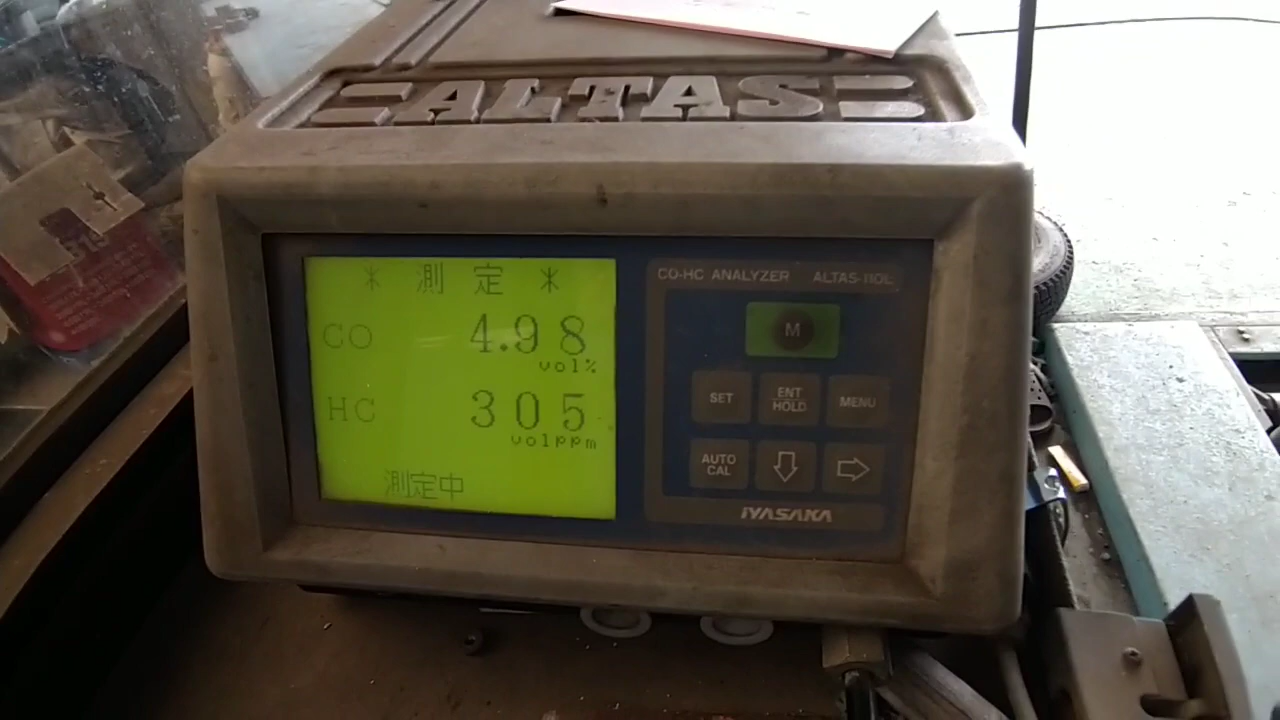 ALTAS
* 測 定 *
CO 4.98
vol%
HC 305
volppm
測定中
CO-HC ANALYZER ALTAS-110L
M
SET
ENT
HOLD
MENU
AUTO
CAL
IYASAKA